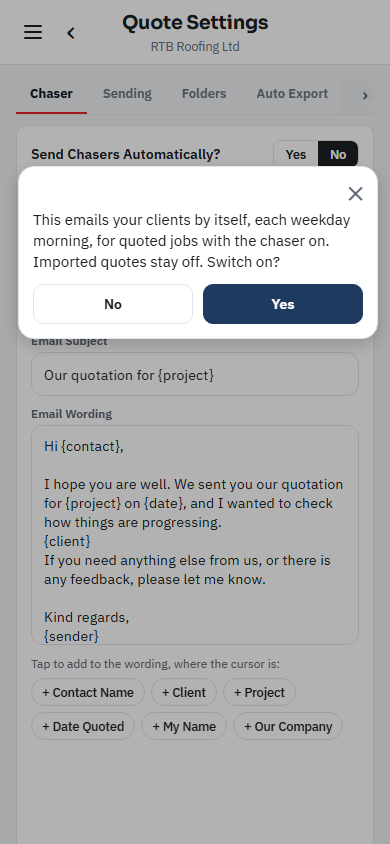 Quote Settings
RTB Roofing Ltd
Chaser Sending Folders Auto Export
Send Chasers Automatically? Yes No
This emails your clients by itself, each weekday
morning, for quoted jobs with the chaser on.
Imported quotes stay off. Switch on?
No Yes
Email Subject
Our quotation for {project}
Email Wording
Hi {contact},
I hope you are well. We sent you our quotation
for {project} on {date}, and I wanted to check
how things are progressing.
{client}
If you need anything else from us, or there is
any feedback, please let me know.
Kind regards,
{sender}
Tap to add to the wording, where the cursor is:
+ Contact Name + Client + Project
+ Date Quoted + My Name + Our Company